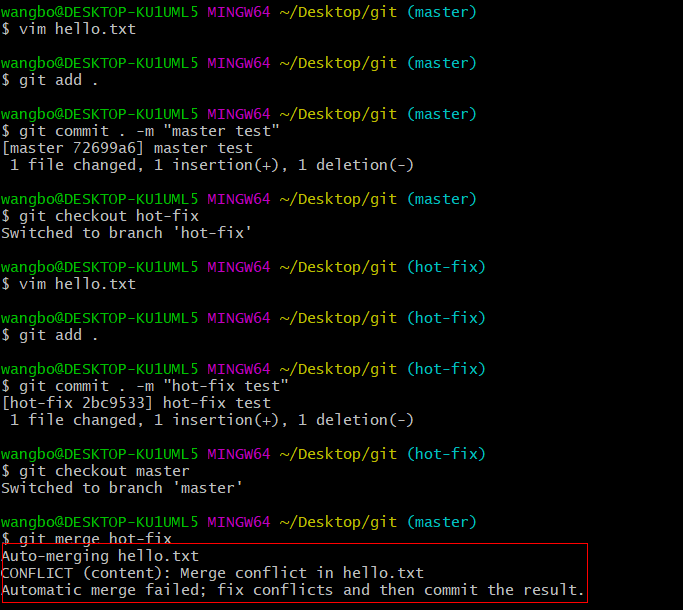 wangbo@DESKTOP-KU1UML5 MINGW64 ~/Desktop/git (master)
$ vim hello.txt
wangbo@DESKTOP-KU1UML5 MINGW64 ~/Desktop/git (master)
$ git add .
wangbo@DESKTOP-KU1UML5 MINGW64 ~/Desktop/git (master)
$ git commit . -m "master test"
[master 72699a6] master test
 1 file changed, 1 insertion(+), 1 deletion(-)
wangbo@DESKTOP-KU1UML5 MINGW64 ~/Desktop/git (master)
$ git checkout hot-fix
Switched to branch 'hot-fix'
wangbo@DESKTOP-KU1UML5 MINGW64 ~/Desktop/git (hot-fix)
$ vim hello.txt
wangbo@DESKTOP-KU1UML5 MINGW64 ~/Desktop/git (hot-fix)
$ git add .
wangbo@DESKTOP-KU1UML5 MINGW64 ~/Desktop/git (hot-fix)
$ git commit . -m "hot-fix test"
[hot-fix 2bc9533] hot-fix test
 1 file changed, 1 insertion(+), 1 deletion(-)
wangbo@DESKTOP-KU1UML5 MINGW64 ~/Desktop/git (hot-fix)
$ git checkout master
Switched to branch 'master'
wangbo@DESKTOP-KU1UML5 MINGW64 ~/Desktop/git (master)
$ git merge hot-fix
Auto-merging hello.txt
CONFLICT (content): Merge conflict in hello.txt
Automatic merge failed; fix conflicts and then commit the result.